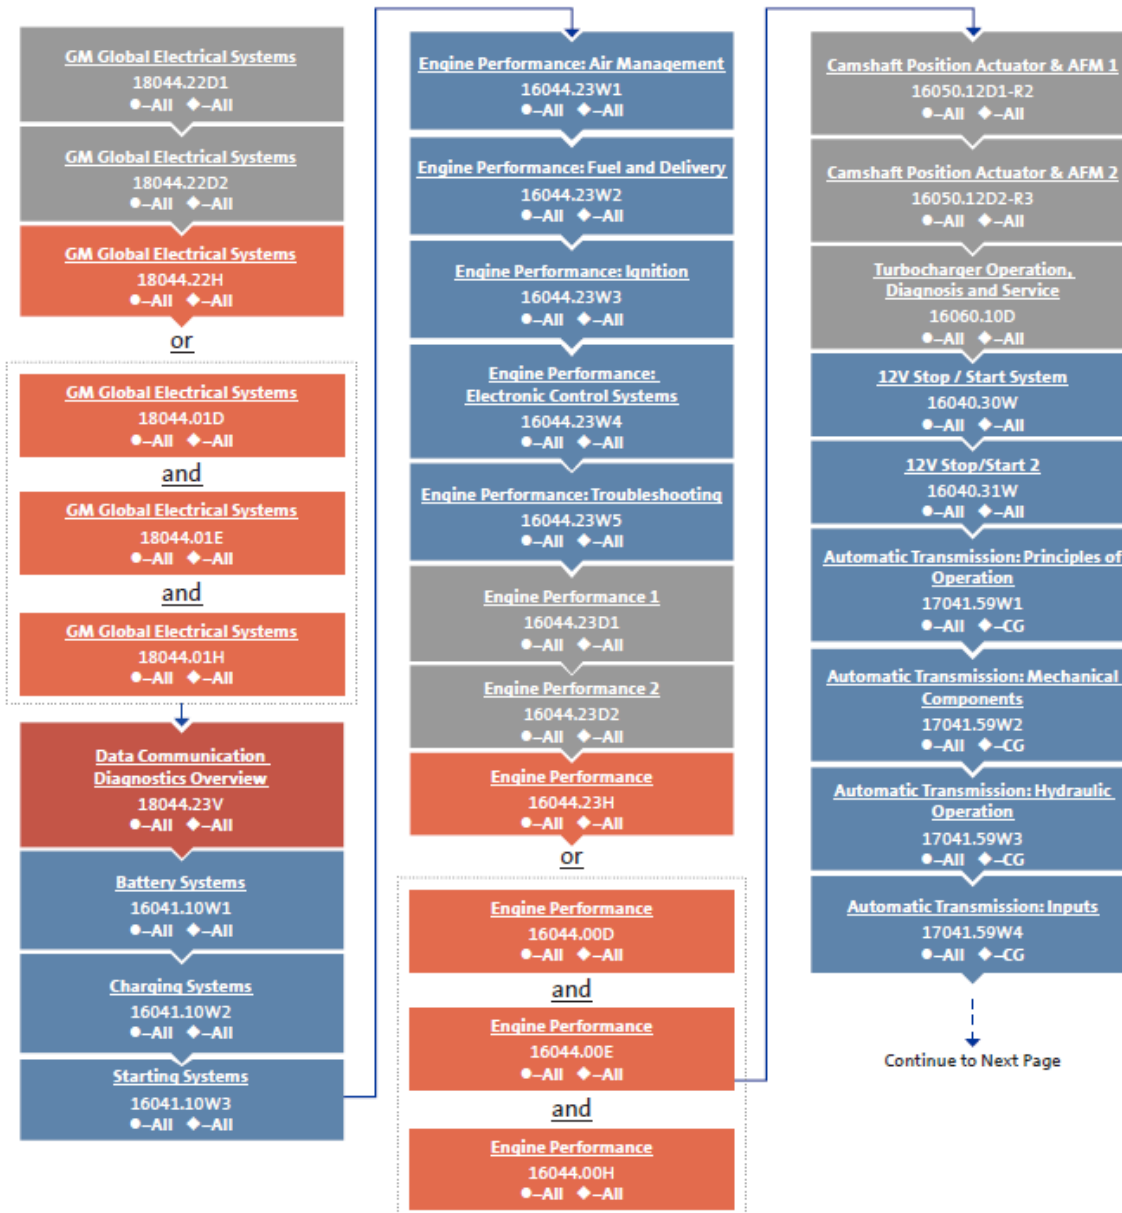 GM Global Electrical Systems
18044.22D1
●–All ◆–All
GM Global Electrical Systems
18044.22D2
●–All ◆–All
GM Global Electrical Systems
18044.22H
●–All ◆–All
or
GM Global Electrical Systems
18044.01D
●–All ◆–All
and
GM Global Electrical Systems
18044.01E
●–All ◆–All
and
GM Global Electrical Systems
18044.01H
●–All ◆–All
Data Communication
Diagnostics Overview
18044.23V
●–All ◆–All
Battery Systems
16041.10W1
●–All ◆–All
Charging Systems
16041.10W2
●–All ◆–All
Starting Systems
16041.10W3
●–All ◆–All
Engine Performance: Air Management
16044.23W1
●–All ◆–All
Engine Performance: Fuel and Delivery
16044.23W2
●–All ◆–All
Engine Performance: Ignition
16044.23W3
●–All ◆–All
Engine Performance:
Electronic Control Systems
16044.23W4
●–All ◆–All
Engine Performance: Troubleshooting
16044.23W5
●–All ◆–All
Engine Performance 1
16044.23D1
●–All ◆–All
Engine Performance 2
16044.23D2
●–All ◆–All
Engine Performance
16044.23H
●–All ◆–All
or
Engine Performance
16044.00D
●–All ◆–All
and
Engine Performance
16044.00E
●–All ◆–All
and
Engine Performance
16044.00H
●–All ◆–All
Camshaft Position Actuator & AFM 1
16050.12D1-R2
●–All ◆–All
Camshaft Position Actuator & AFM 2
16050.12D2-R3
●–All ◆–All
Turbocharger Operation,
Diagnosis and Service
16060.10D
●–All ◆–All
12V Stop / Start System
16040.30W
●–All ◆–All
12V Stop/Start 2
16040.31W
●–All ◆–All
Automatic Transmission: Principles of
Operation
17041.59W1
●–All ◆–CG
Automatic Transmission: Mechanical
Components
17041.59W2
●–All ◆–CG
Automatic Transmission: Hydraulic
Operation
17041.59W3
●–All ◆–CG
Automatic Transmission: Inputs
17041.59W4
●–All ◆–CG
Continue to Next Page